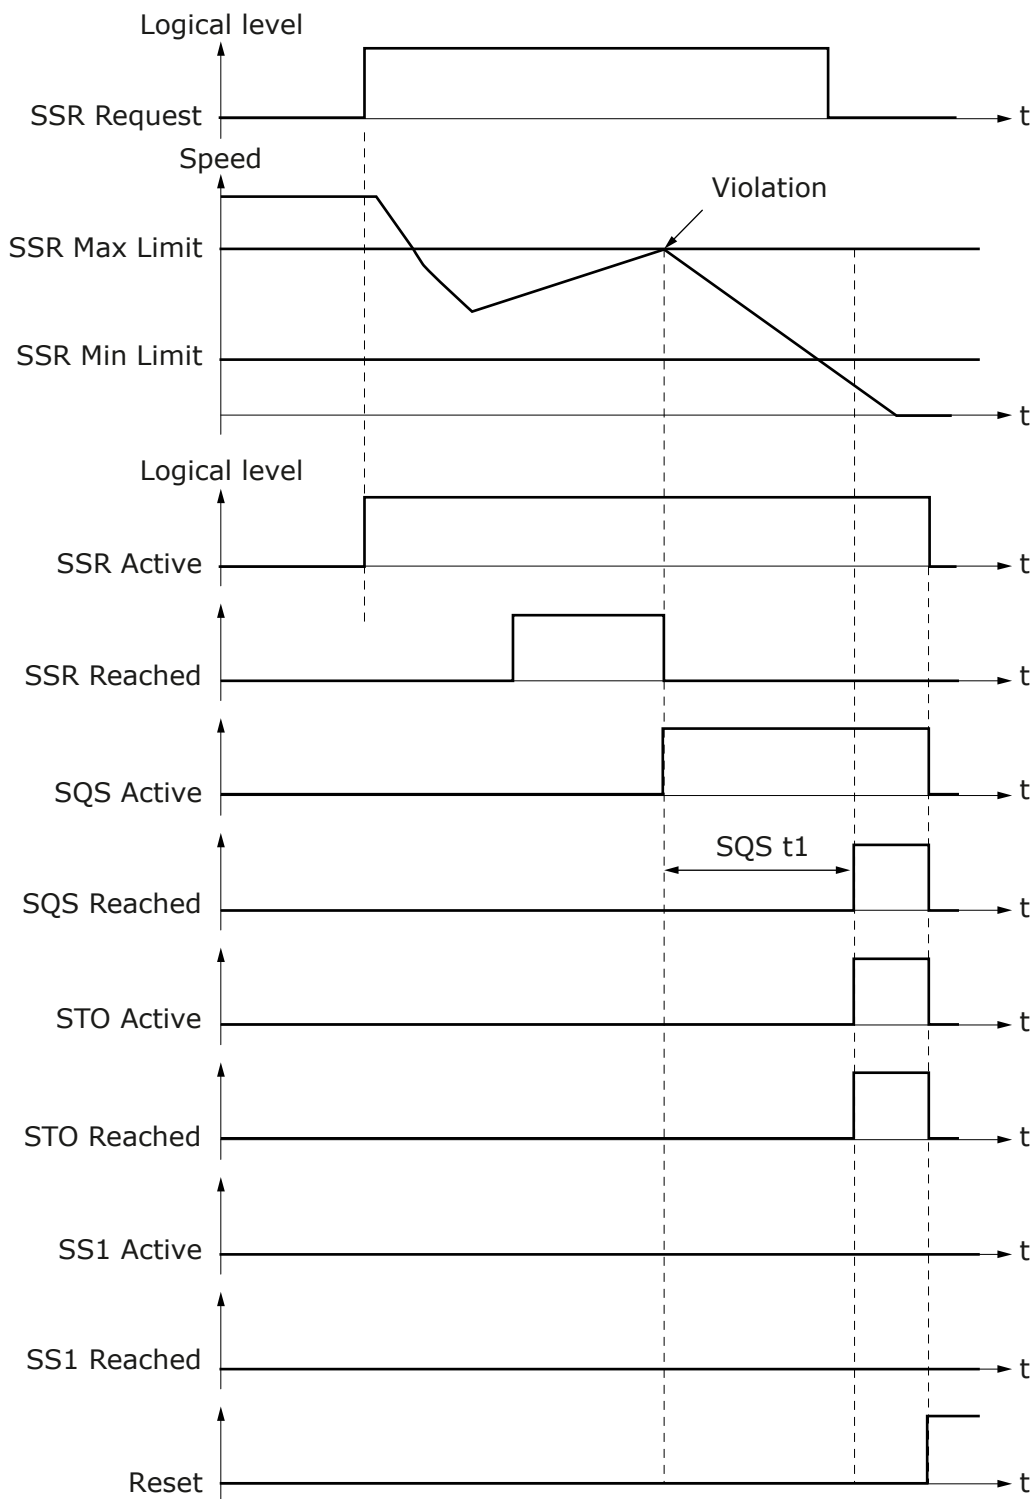 Logical level
SSR Request
t
Speed
Violation
SSR Max Limit
SSR Min Limit
t
Logical level
SSR Active
t
SSR Reached
t
SQS Active
t
SQS t1
SQS Reached
t
STO Active
t
STO Reached
t
SS1 Active
t
SS1 Reached
t
Reset
t